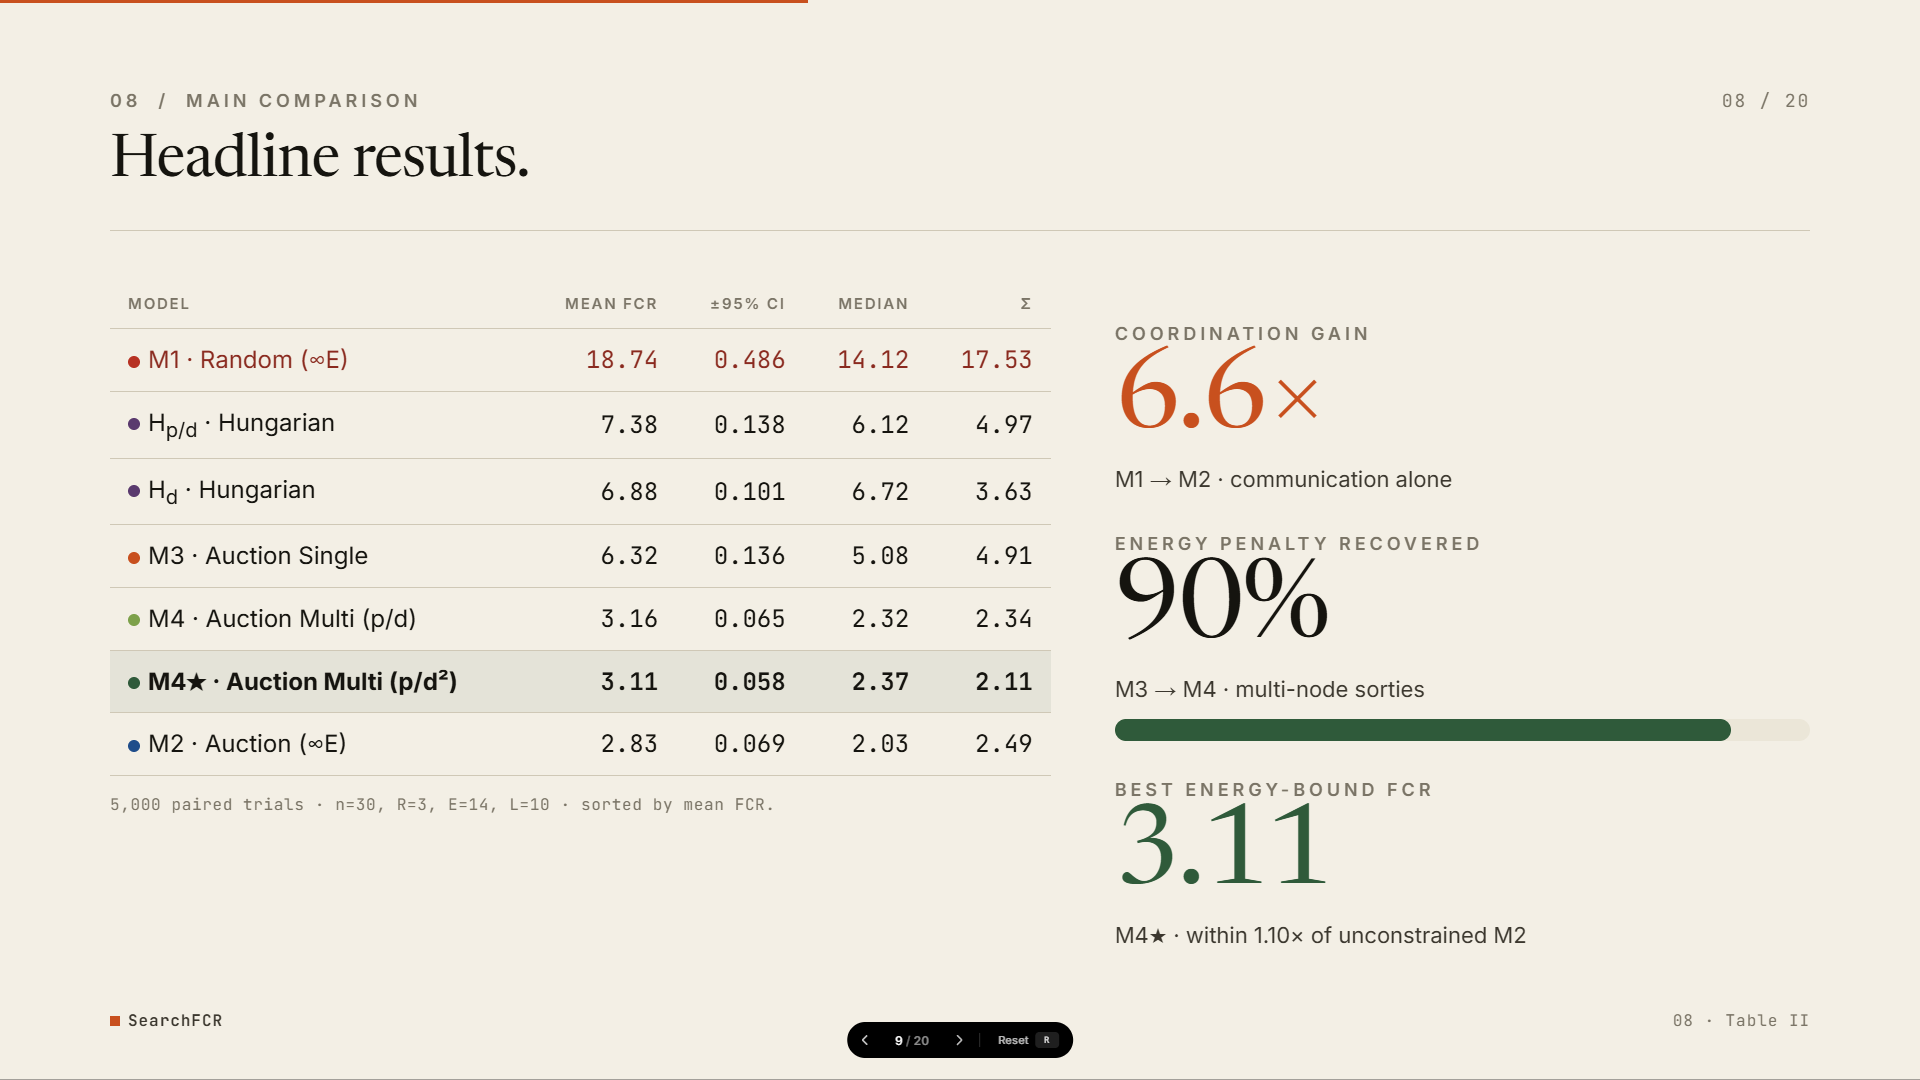 08 / MAIN COMPARISON
08 / 20
Headline results.
MODEL MEAN FCR ±95% CI MEDIAN Σ
M1 · Random (∞E) 18.74 0.486 14.12 17.53
Hp/d · Hungarian 7.38 0.138 6.12 4.97
Hd · Hungarian 6.88 0.101 6.72 3.63
M3 · Auction Single 6.32 0.136 5.08 4.91
M4 · Auction Multi (p/d) 3.16 0.065 2.32 2.34
M4★ · Auction Multi (p/d²) 3.11 0.058 2.37 2.11
M2 · Auction (∞E) 2.83 0.069 2.03 2.49
5,000 paired trials · n=30, R=3, E=14, L=10 · sorted by mean FCR.
COORDINATION GAIN
6.6×
M1 → M2 · communication alone
ENERGY PENALTY RECOVERED
90%
M3 → M4 · multi-node sorties
BEST ENERGY-BOUND FCR
3.11
M4★ · within 1.10× of unconstrained M2
SearchFCR
9 / 20 Reset R
08 · Table II